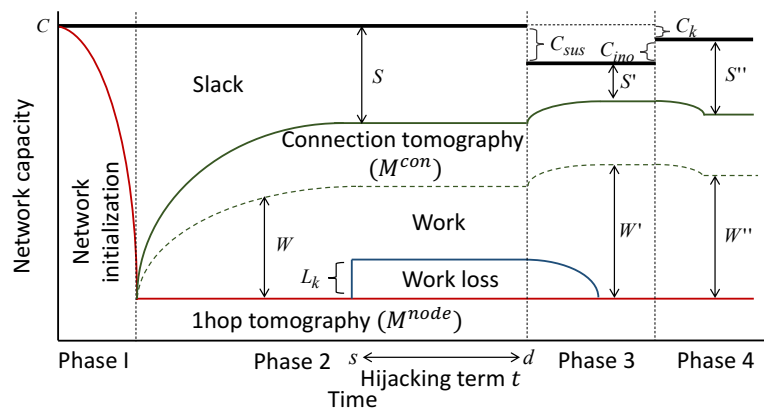 C
C_k
C_sus
C_ino
Slack
S
S'
S''
Connection tomography
(M^con)
Network capacity
Network
initialization
Work
W
W'
W''
L_k
Work loss
1hop tomography (M^node)
Phase I
Phase 2
s
d
Phase 3
Phase 4
Hijacking term t
Time